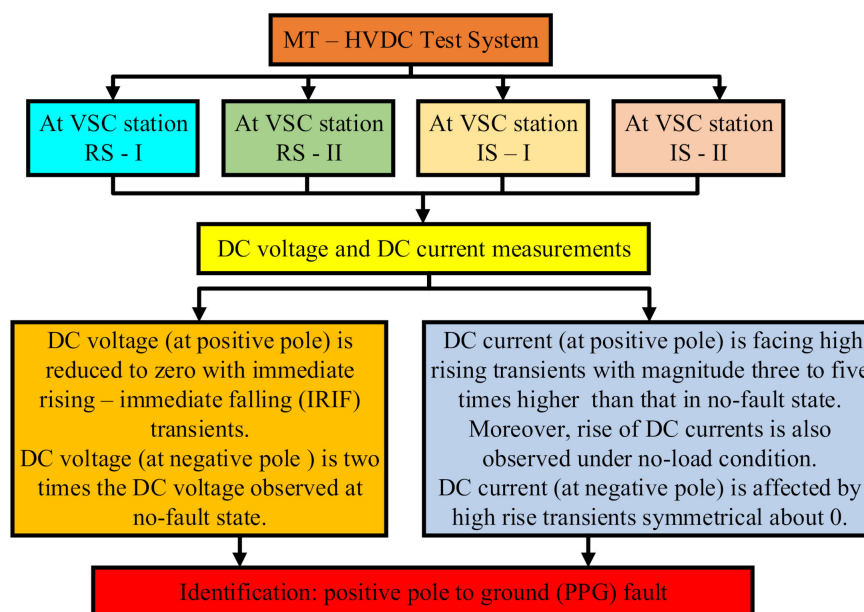 MT – HVDC Test System
At VSC station
RS - I
At VSC station
RS - II
At VSC station
IS – I
At VSC station
IS - II
DC voltage and DC current measurements
DC voltage (at positive pole) is
reduced to zero with immediate
rising – immediate falling (IRIF)
transients.
DC voltage (at negative pole ) is two
times the DC voltage observed at
no-fault state.
DC current (at positive pole) is facing high
rising transients with magnitude three to five
times higher than that in no-fault state.
Moreover, rise of DC currents is also
observed under no-load condition.
DC current (at negative pole) is affected by
high rise transients symmetrical about 0.
Identification: positive pole to ground (PPG) fault